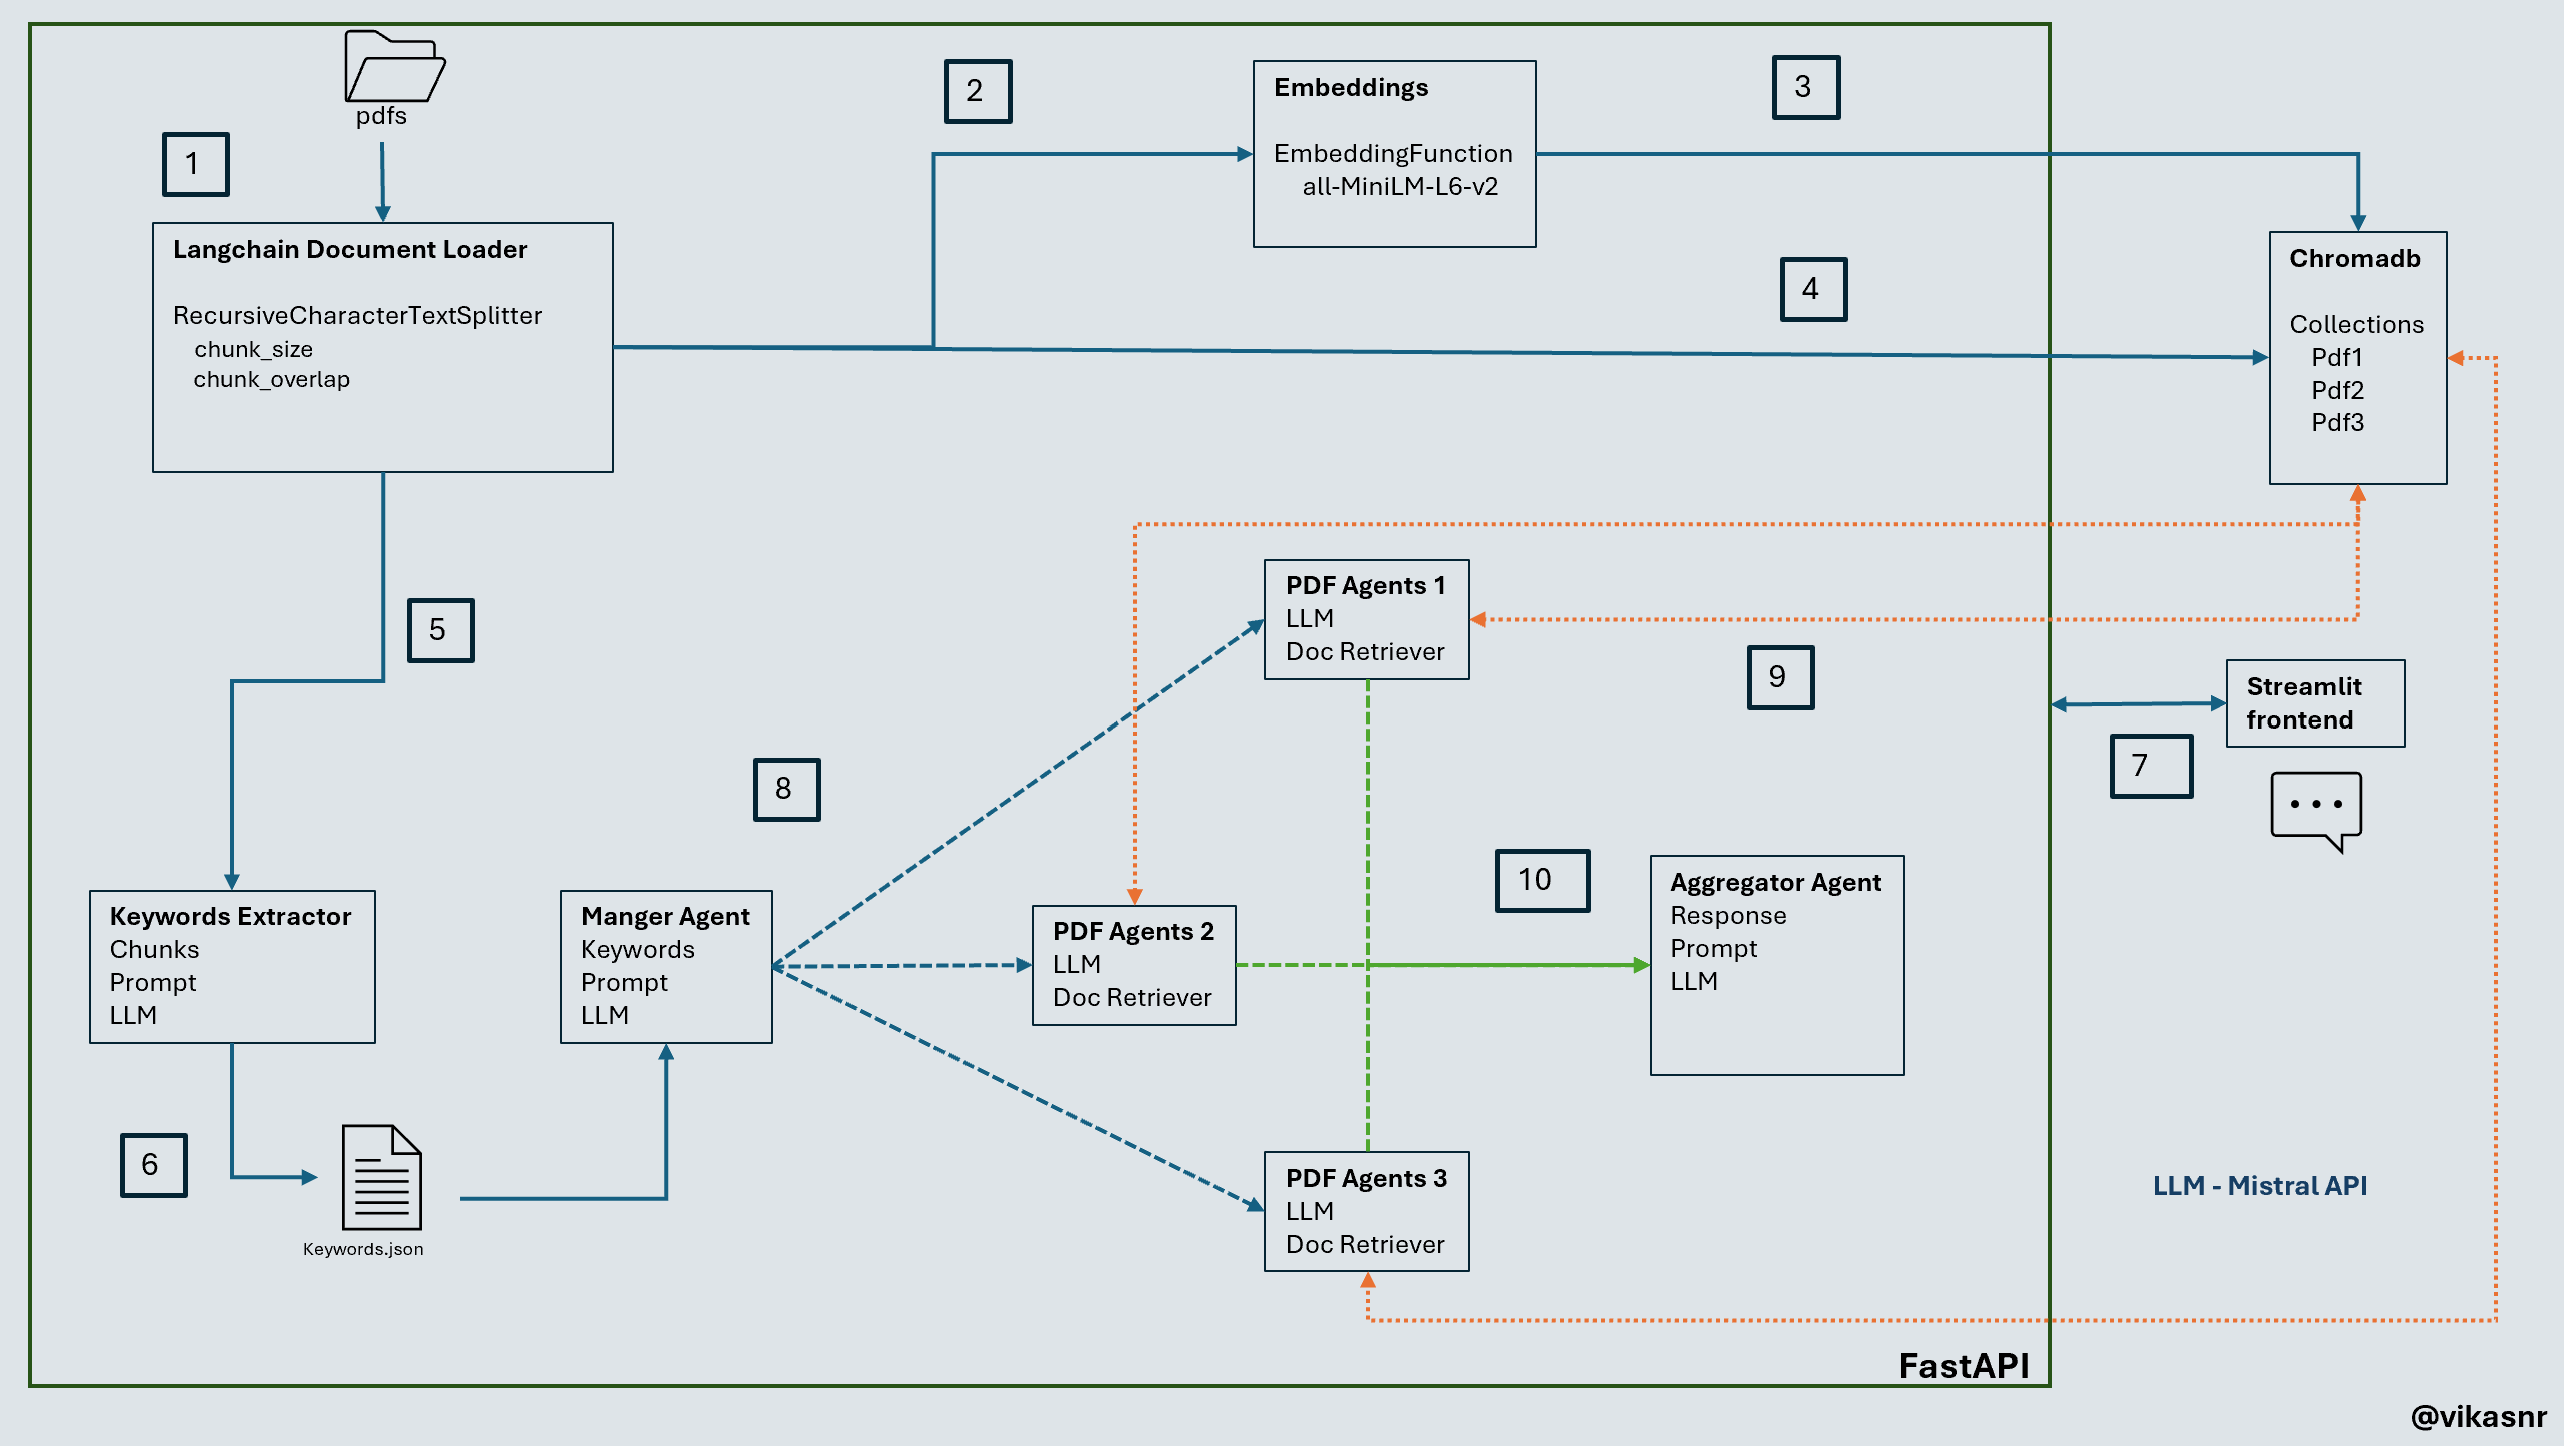 pdfs
1
Langchain Document Loader
RecursiveCharacterTextSplitter
chunk_size
chunk_overlap
2
Embeddings
EmbeddingFunction
all-MiniLM-L6-v2
3
4
Chromadb
Collections
Pdf1
Pdf2
Pdf3
5
Keywords Extractor
Chunks
Prompt
LLM
6
Keywords.json
Manger Agent
Keywords
Prompt
LLM
8
PDF Agents 1
LLM
Doc Retriever
PDF Agents 2
LLM
Doc Retriever
PDF Agents 3
LLM
Doc Retriever
9
10
Aggregator Agent
Response
Prompt
LLM
Streamlit
frontend
7
LLM - Mistral API
FastAPI
@vikasnr